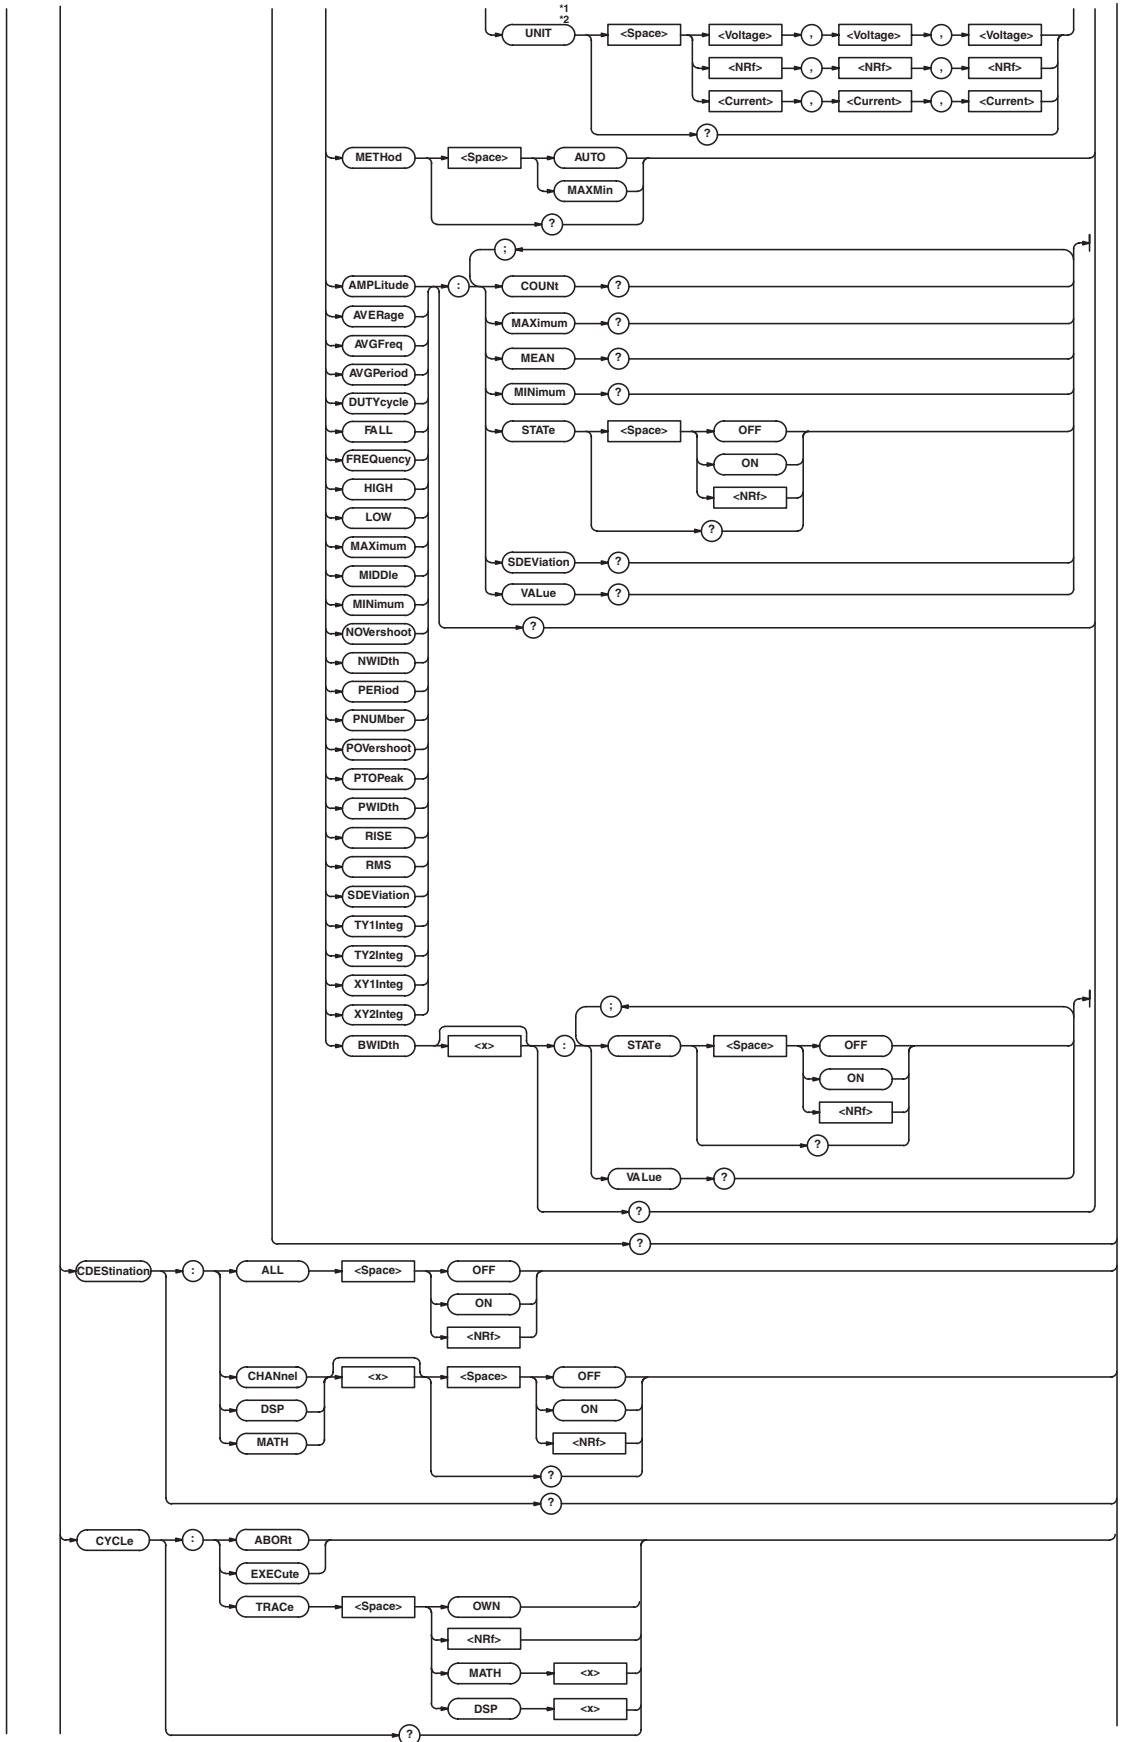 *1
*2
UNIT <Space> <Voltage> , <Voltage> , <Voltage>
<NRf> , <NRf> , <NRf>
<Current> , <Current> , <Current>
?
METHod <Space> AUTO
MAXMin
?
;
AMPLitude : COUNt ?
AVERage
MAXimum ?
AVGFreq
MEAN ?
AVGPeriod
MINimum ?
DUTYcycle
FALL STATe <Space> OFF
FREQuency ON
HIGH <NRf>
LOW
?
MAXimum
SDEViation ?
MIDDle
VALue ?
MINimum
NOVershoot ?
NWIDth
PERiod
PNUMber
POVershoot
PTOPeak
PWIDth
RISE
RMS
SDEViation
TY1Integ
TY2Integ
XY1Integ
;
XY2Integ
BWIDth <x> : STATe <Space> OFF
ON
<NRf>
?
VALue ?
?
?
CDEStination : ALL <Space> OFF
ON
<NRf>
CHANnel <x> <Space> OFF
DSP ON
MATH <NRf>
?
?
CYCLe : ABORt
EXECute
TRACe <Space> OWN
<NRf>
MATH <x>
DSP <x>
?